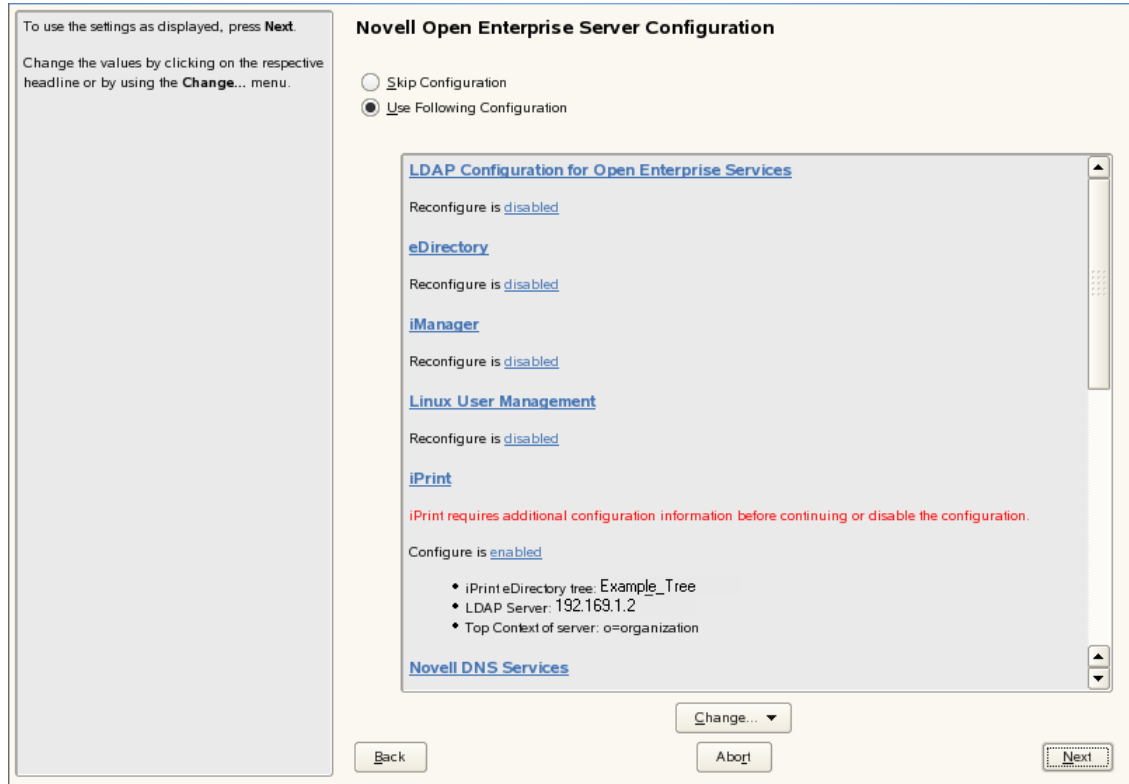 To use the settings as displayed, press Next.
Change the values by clicking on the respective
headline or by using the Change... menu.
Novell Open Enterprise Server Configuration
Skip Configuration
Use Following Configuration
LDAP Configuration for Open Enterprise Services
Reconfigure is disabled
eDirectory
Reconfigure is disabled
iManager
Reconfigure is disabled
Linux User Management
Reconfigure is disabled
iPrint
iPrint requires additional configuration information before continuing or disable the configuration.
Configure is enabled
• iPrint eDirectory tree: Example_Tree
• LDAP Server: 192.169.1.2
• Top Context of server: o=organization
Novell DNS Services
Change...
Back
Abort
Next